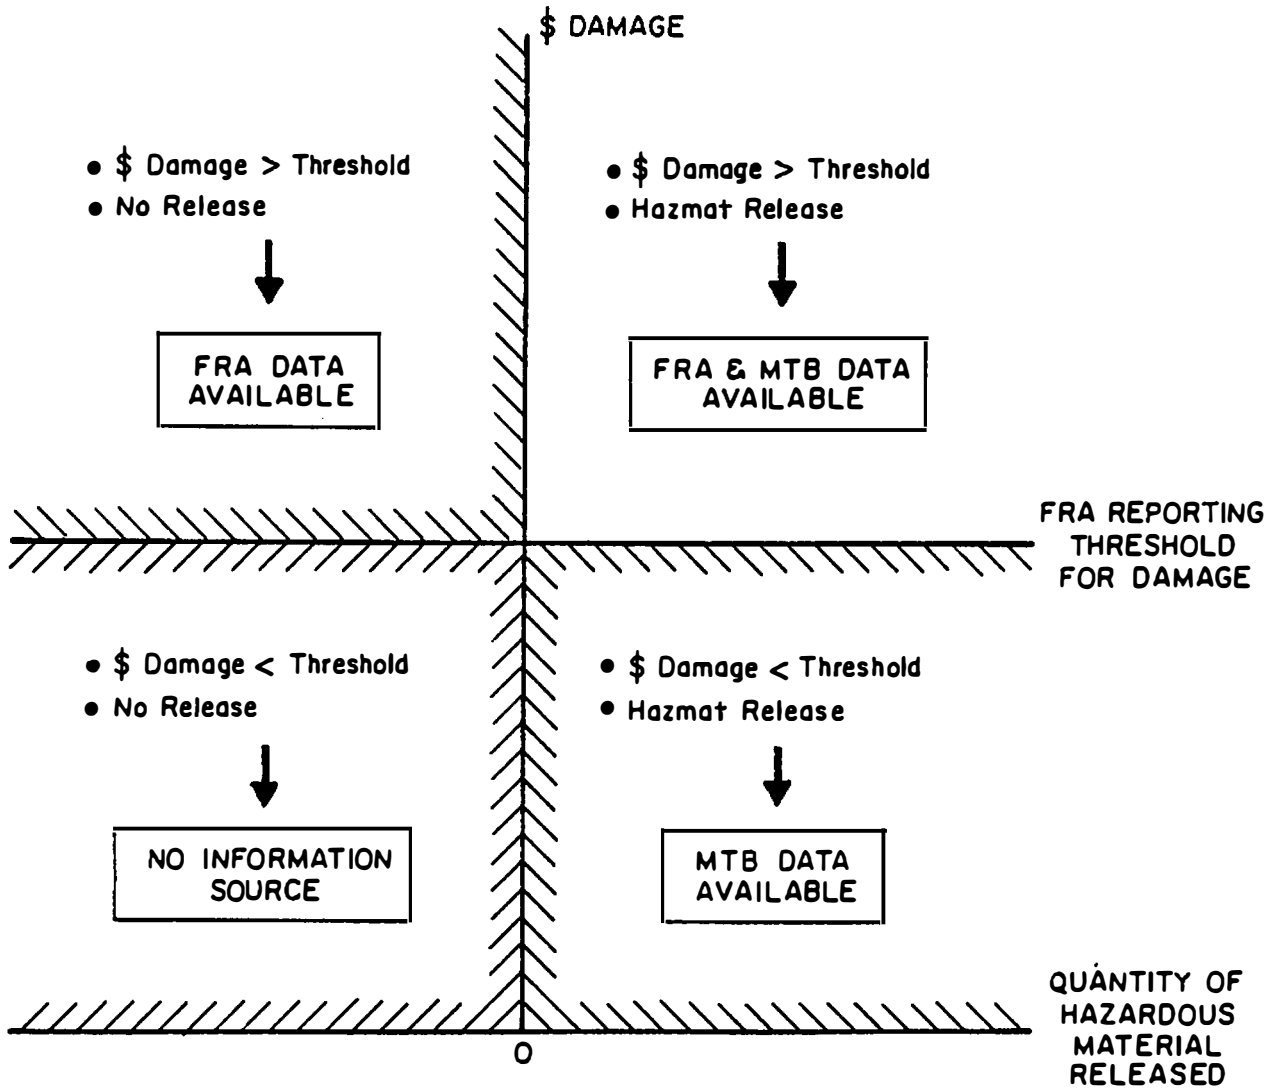 $ DAMAGE
• $ Damage > Threshold
• No Release
FRA DATA
AVAILABLE
• $ Damage > Threshold
• Hazmat Release
FRA & MTB DATA
AVAILABLE
FRA REPORTING
THRESHOLD
FOR DAMAGE
• $ Damage < Threshold
• No Release
NO INFORMATION
SOURCE
• $ Damage < Threshold
• Hazmat Release
MTB DATA
AVAILABLE
0
QUANTITY OF
HAZARDOUS
MATERIAL
RELEASED